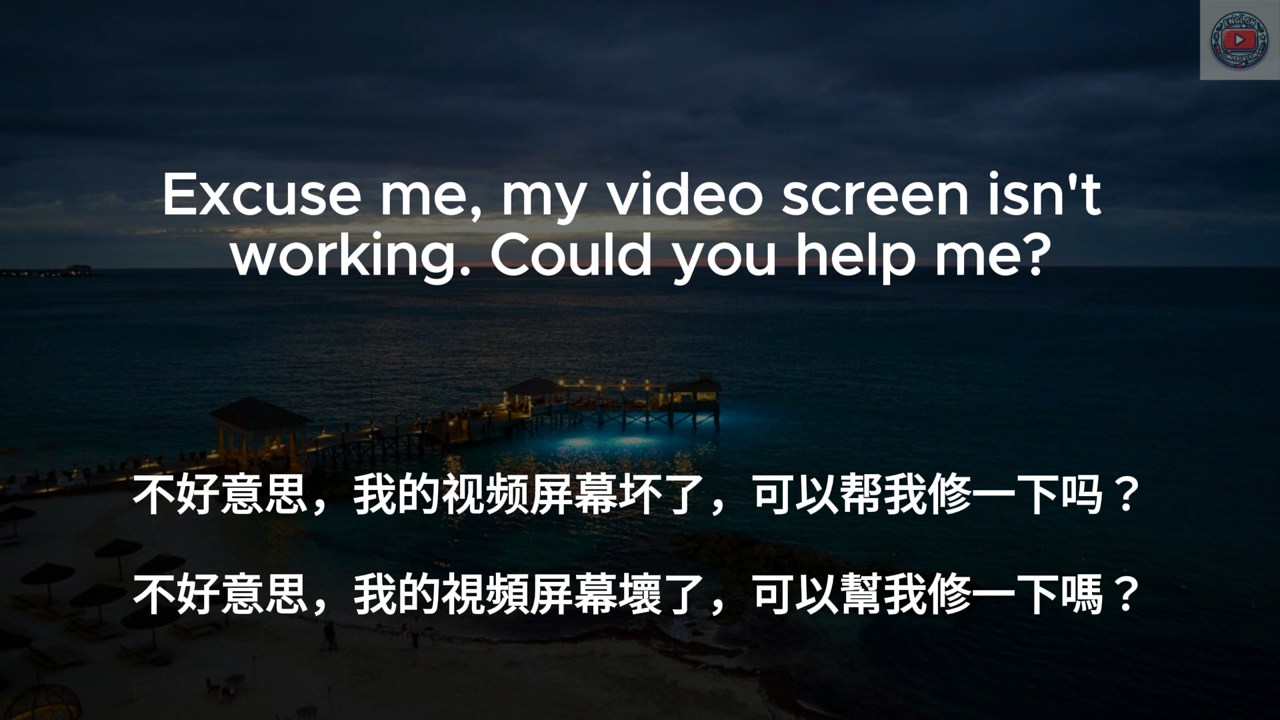 Excuse me, my video screen isn't
working. Could you help me?
不好意思，我的视频屏幕坏了，可以帮我修一下吗？
不好意思，我的視頻屏幕壞了，可以幫我修一下嗎？